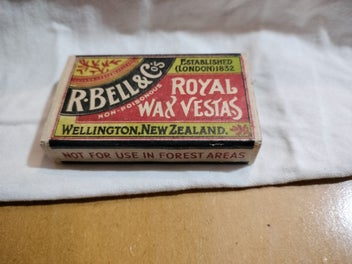 R. BELL & Co's
NON-POISONOUS
ESTABLISHED
(LONDON) 1832
ROYAL
WAX VESTAS
WELLINGTON, NEW ZEALAND.
NOT FOR USE IN FOREST AREAS